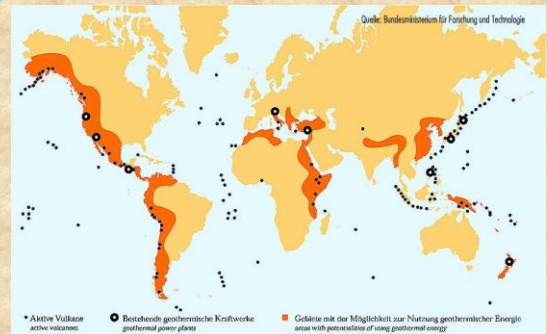 Quelle: Bundesministerium für Forschung und Technologie
Aktive Vulkane
active volcanoes
Bestehende geothermische Kraftwerke
geothermal power plants
Gebiete mit der Möglichkeit zur Nutzung geothermischer Energie
areas with potentialities of using geothermal energy